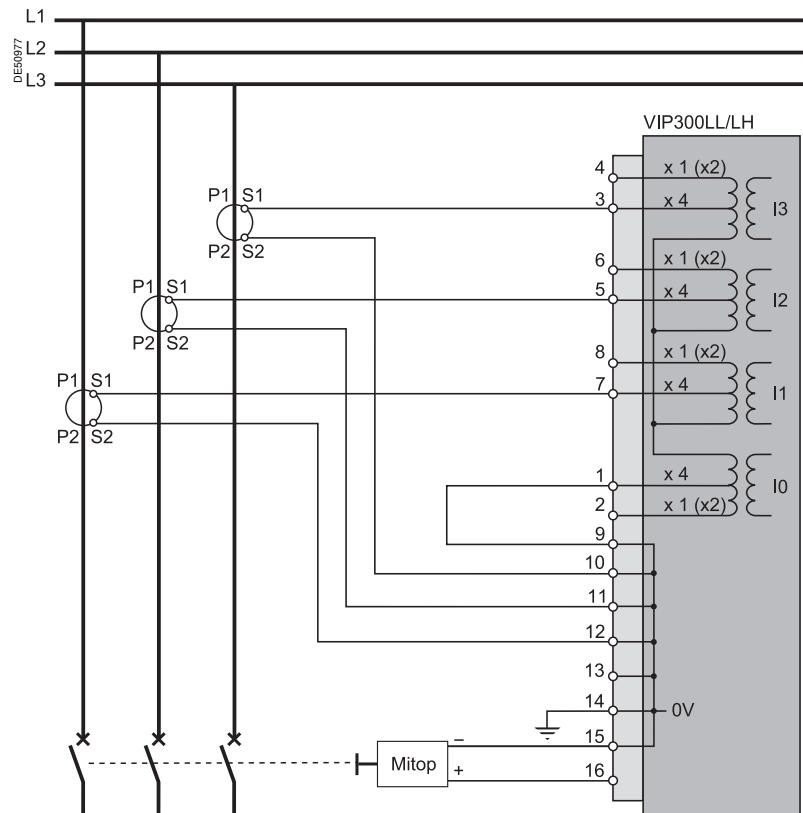 L1
DE50977
L2
L3
VIP300LL/LH
4
x 1 (x2)
P1 S1
3
x 4
I3
P2 S2
6
x 1 (x2)
P1 S1
5
x 4
I2
P2 S2
8
x 1 (x2)
P1 S1
7
x 4
I1
P2 S2
1
x 4
I0
2
x 1 (x2)
9
10
11
12
13
14
0V
15
Mitop
–
+
16